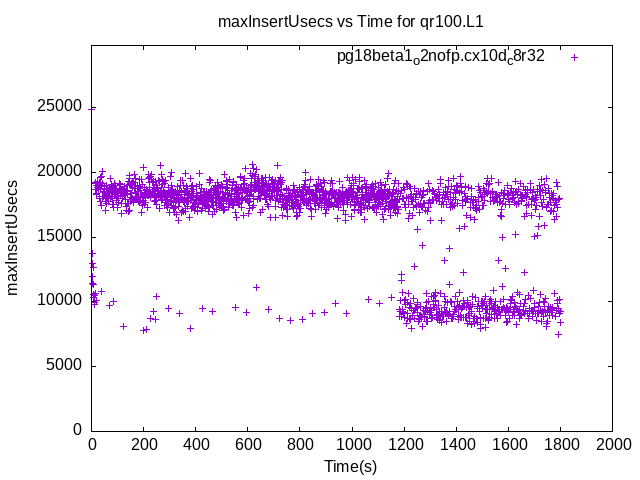 maxInsertUsecs vs Time for qr100.L1
pg18beta1o2nofp.cx10dc8r32
maxInsertUsecs
25000
20000
15000
10000
5000
0
0 200 400 600 800 1000 1200 1400 1600 1800 2000
Time(s)